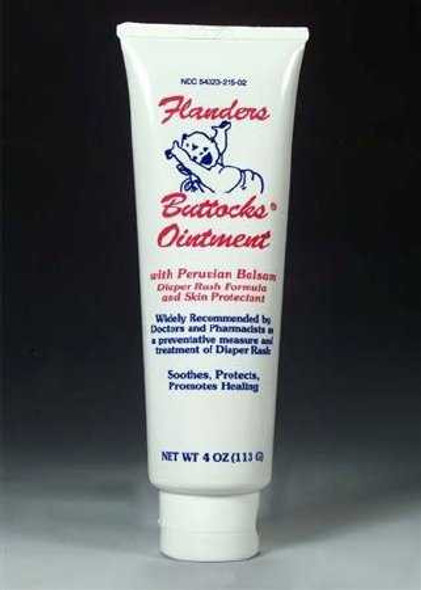 NDC 54323-215-02
Flanders
Buttocks®
Ointment
with Peruvian Balsam
Diaper Rash Formula
and Skin Protectant
Widely Recommended by
Doctors and Pharmacists as
a preventative measure and
treatment of Diaper Rash
Soothes, Protects,
Promotes Healing
NET WT 4 OZ (113 G)